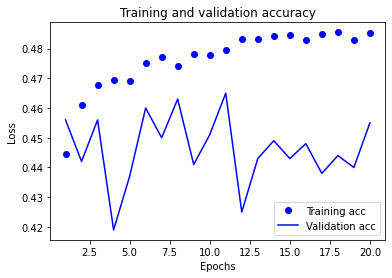 Training and validation accuracy
Loss
0.48
0.47
0.46
0.45
0.44
0.43
0.42
Training acc
Validation acc
2.5 5.0 7.5 10.0 12.5 15.0 17.5 20.0
Epochs